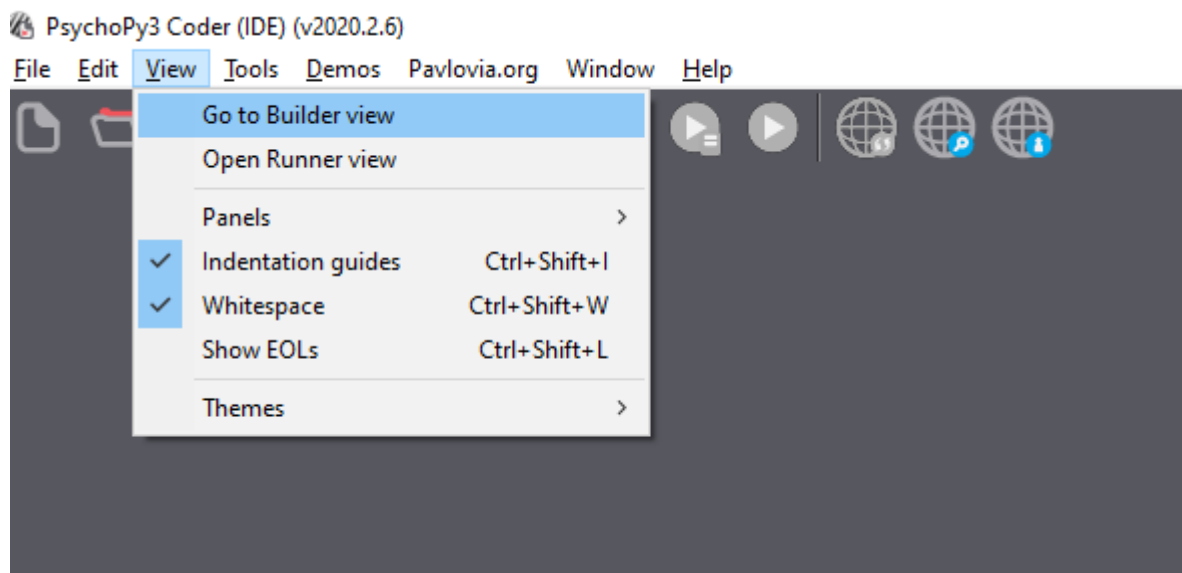 PsychoPy3 Coder (IDE) (v2020.2.6)
File Edit View Tools Demos Pavlovia.org Window Help
Go to Builder view
Open Runner view
Panels
Indentation guides Ctrl+Shift+I
Whitespace Ctrl+Shift+W
Show EOLs Ctrl+Shift+L
Themes